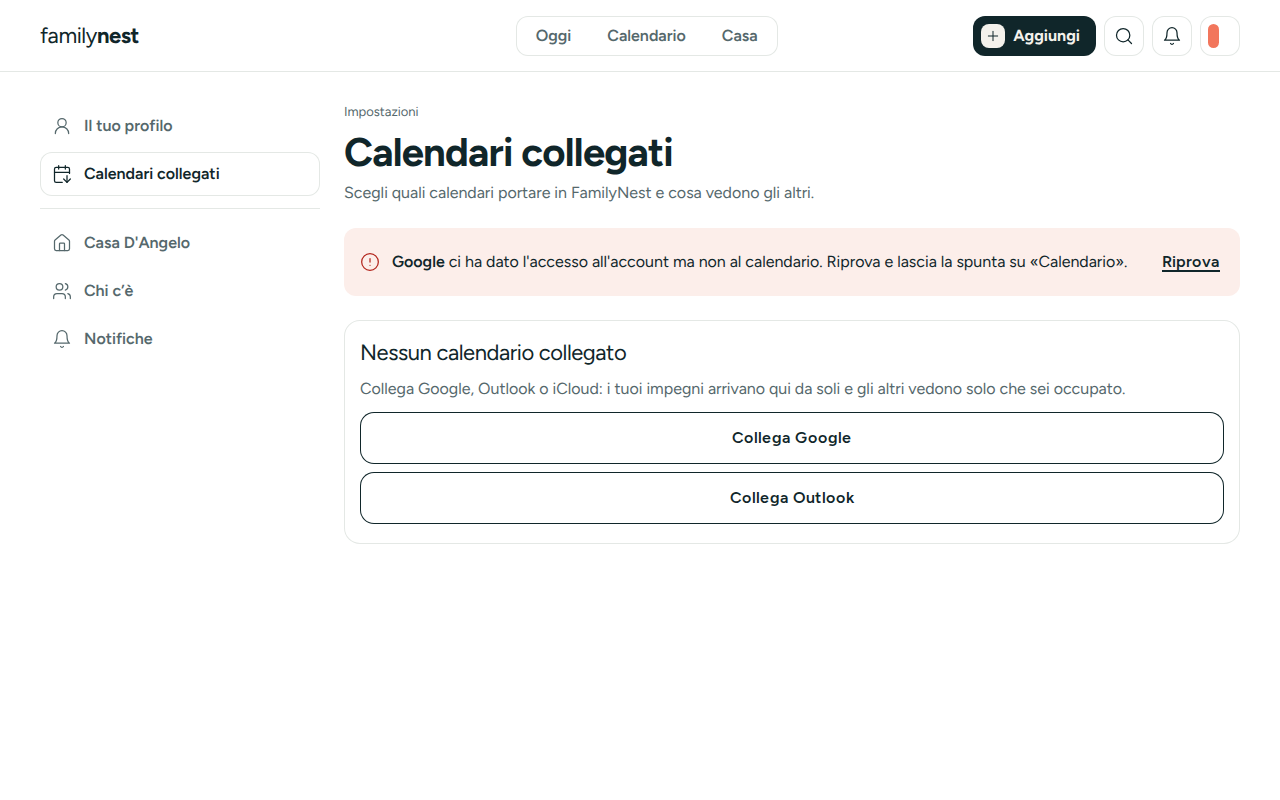 familynest
Oggi
Calendario
Casa
Aggiungi
Il tuo profilo
Calendari collegati
Casa D'Angelo
Chi c’è
Notifiche
Impostazioni
Calendari collegati
Scegli quali calendari portare in FamilyNest e cosa vedono gli altri.
Google ci ha dato l'accesso all'account ma non al calendario. Riprova e lascia la spunta su «Calendario».
Riprova
Nessun calendario collegato
Collega Google, Outlook o iCloud: i tuoi impegni arrivano qui da soli e gli altri vedono solo che sei occupato.
Collega Google
Collega Outlook